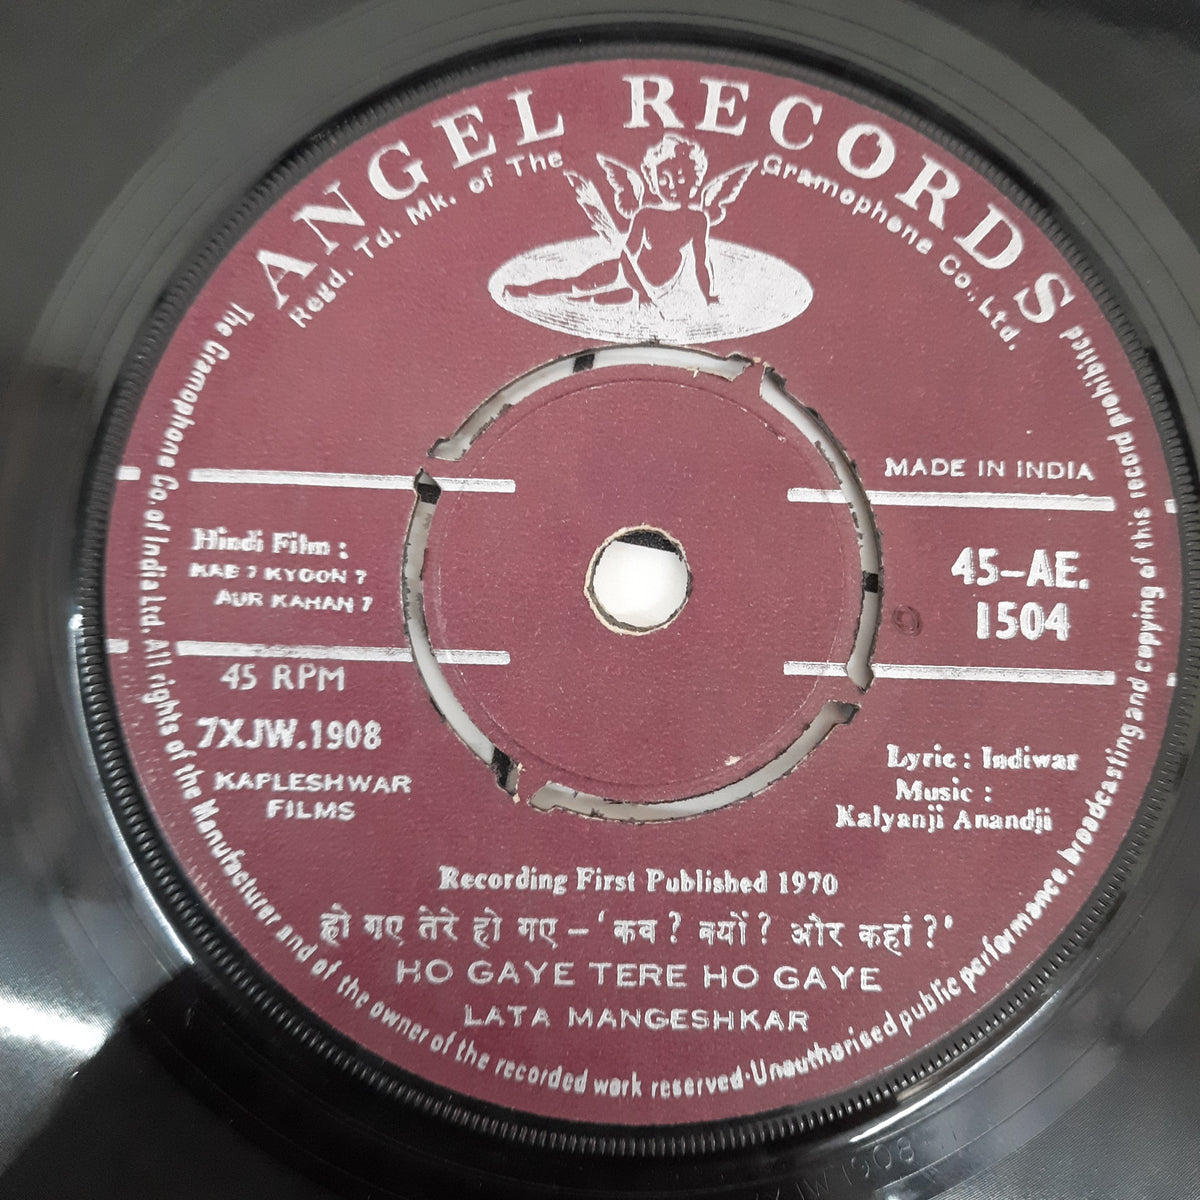 ANGEL RECORDS
Regd. Td. Mk. of The Gramophone Co., Ltd.
MADE IN INDIA
Hindi Film :
KAB ? KYOON ?
AUR KAHAN ?
45-AE.
1504
45 RPM
7XJW.1908
KAPLESHWAR
FILMS
Lyric : Indiwar
Music :
Kalyanji Anandji
Recording First Published 1970
हो गए तेरे हो गए – ‘कब ? क्यों ? और कहां ?’
HO GAYE TERE HO GAYE
LATA MANGESHKAR
The Gramophone Co. of India Ltd. All rights of the Manufacturer and of the owner of the recorded work reserved·Unauthorised public performance, broadcasting and copying of this record prohibited
JW 1908